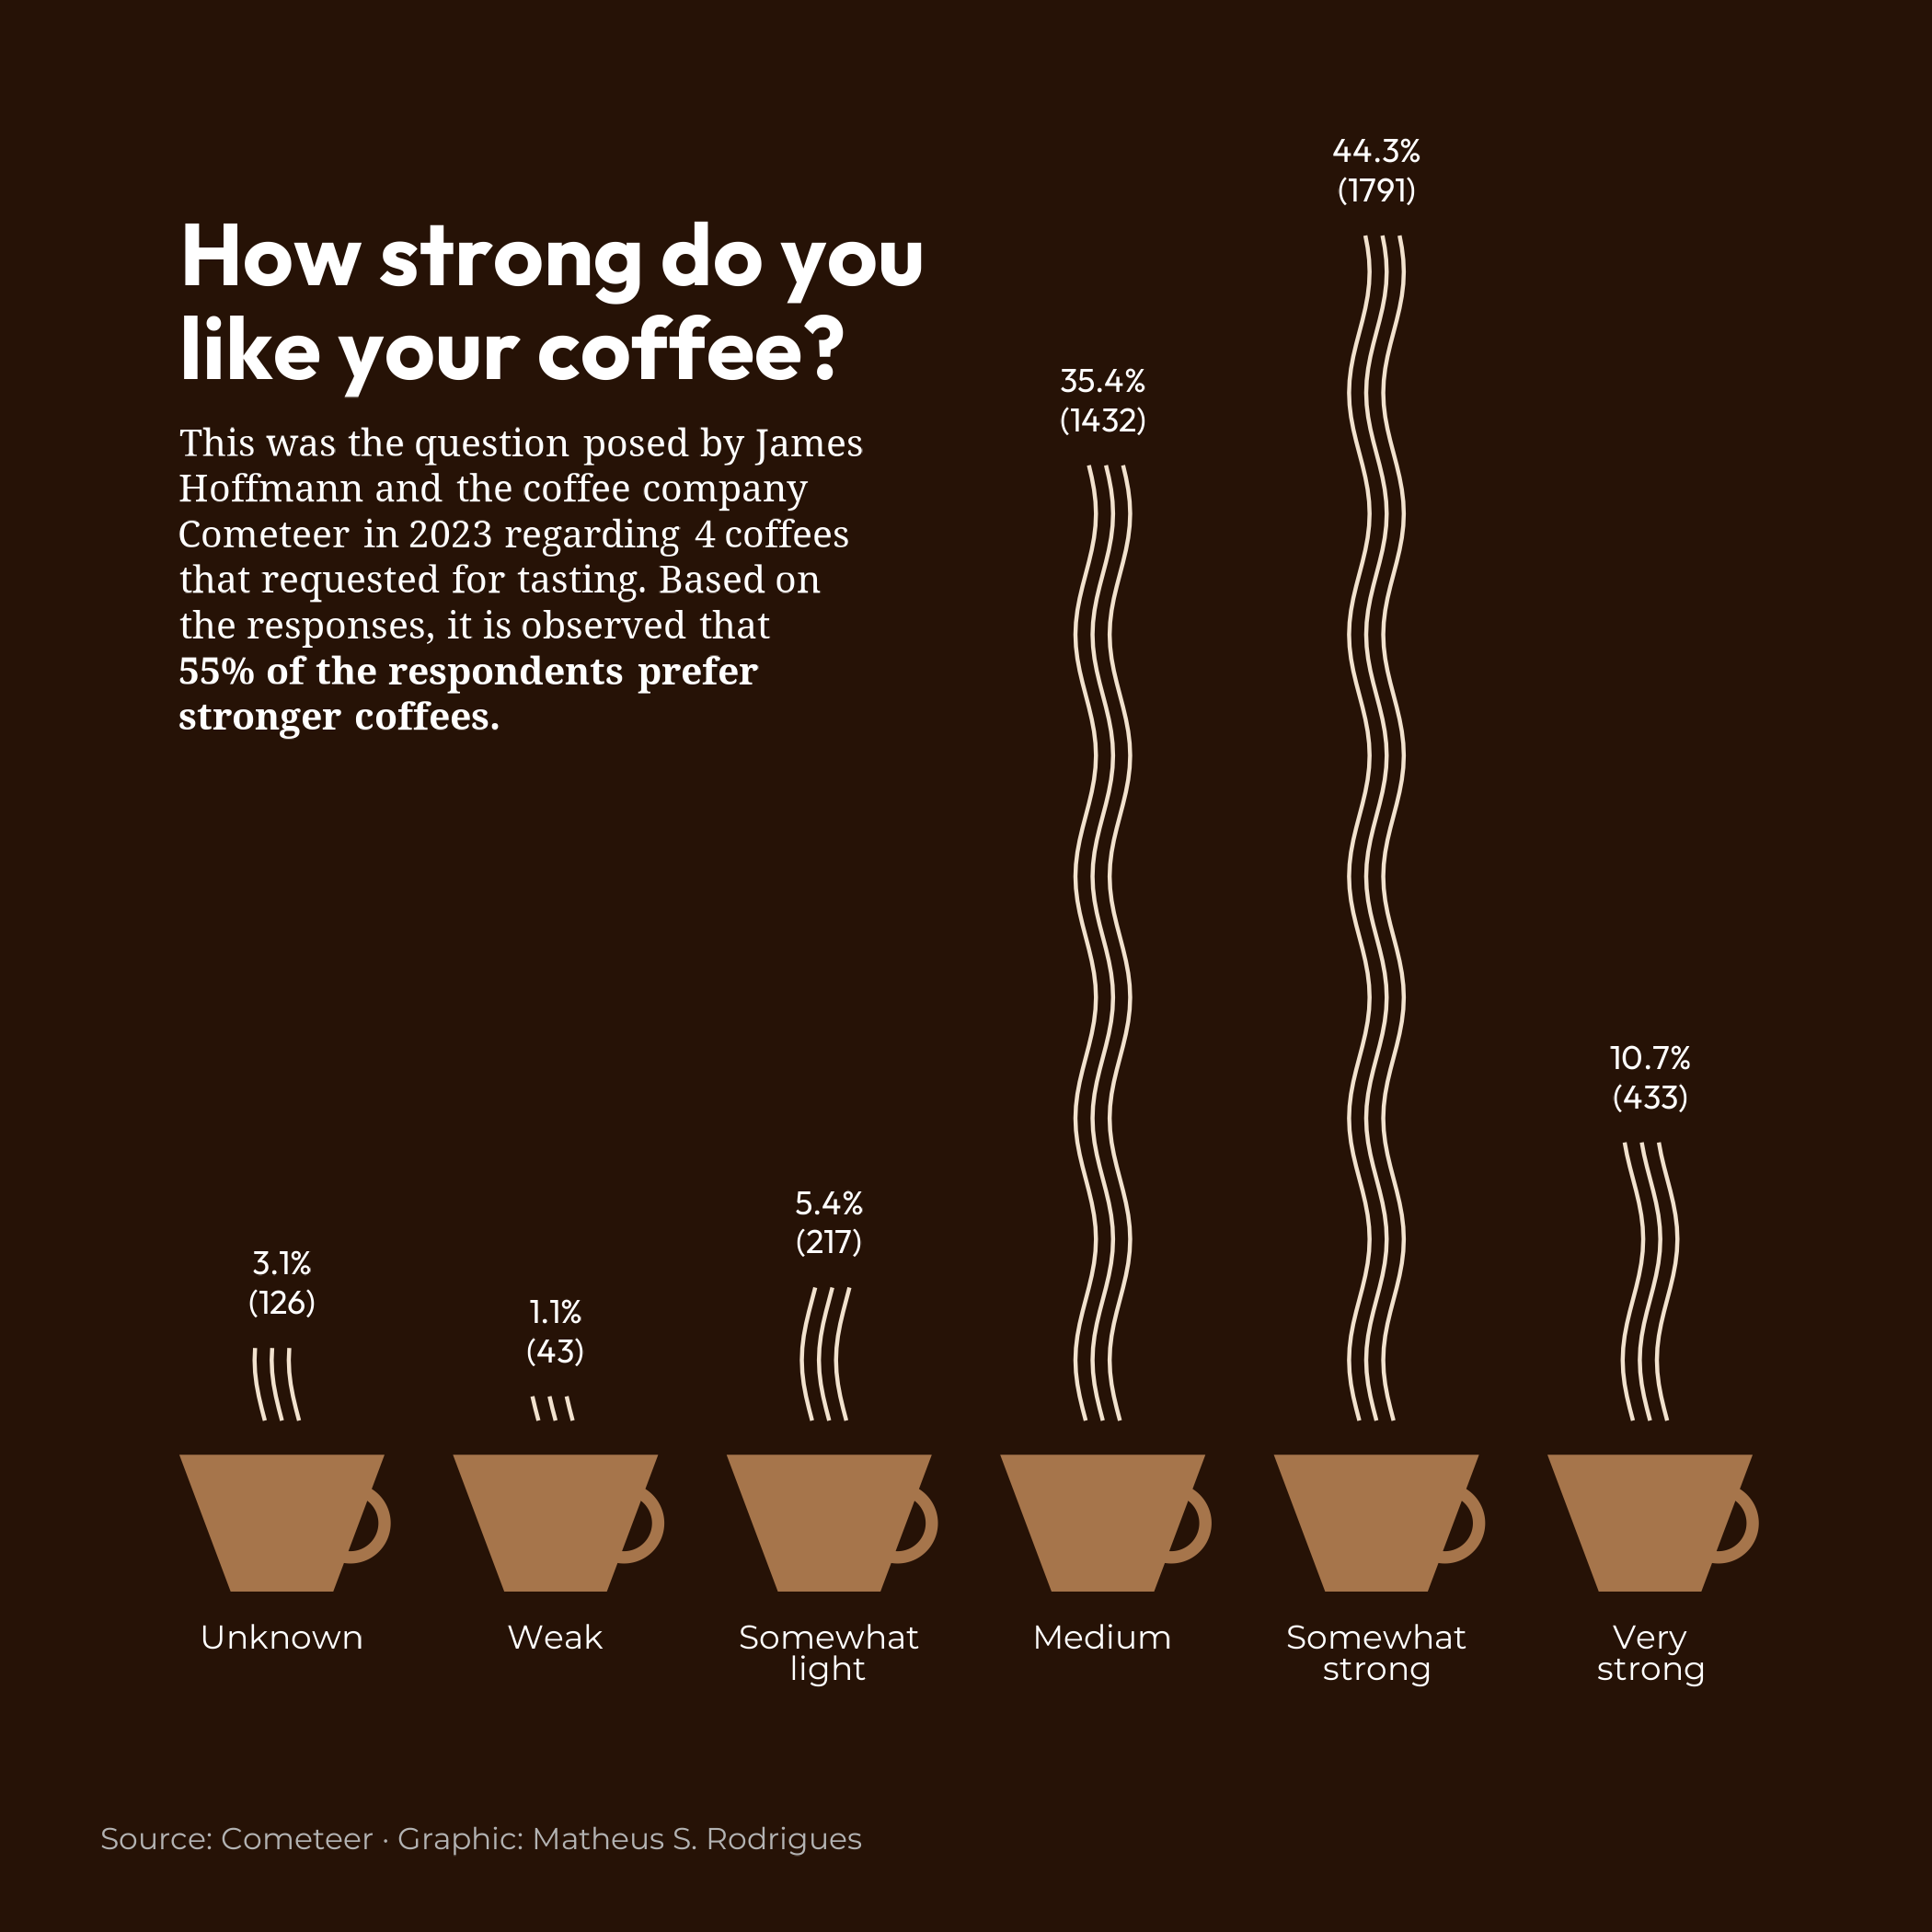 How strong do you
like your coffee?
This was the question posed by James
Hoffmann and the coffee company
Cometeer in 2023 regarding 4 coffees
that requested for tasting. Based on
the responses, it is observed that
55% of the respondents prefer
stronger coffees.
3.1%
(126)
1.1%
(43)
5.4%
(217)
35.4%
(1432)
44.3%
(1791)
10.7%
(433)
Unknown
Weak
Somewhat
light
Medium
Somewhat
strong
Very
strong
Source: Cometeer · Graphic: Matheus S. Rodrigues